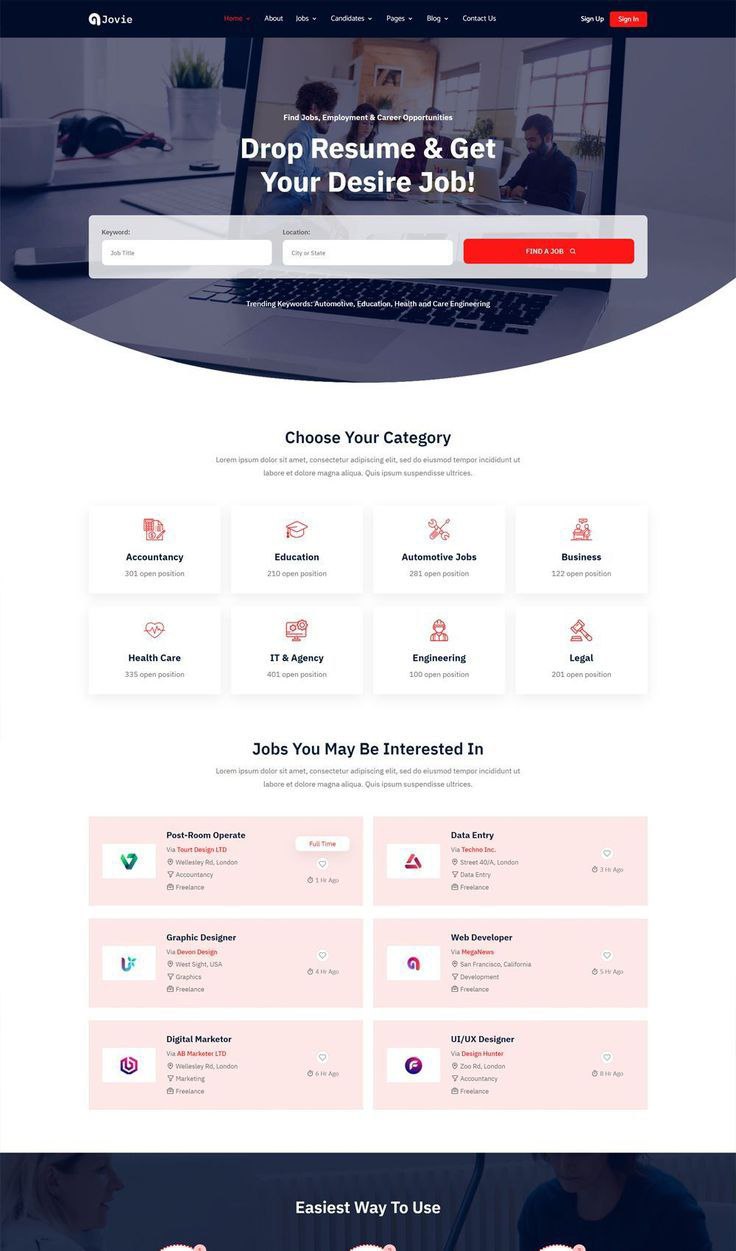 Jovie
Home About Jobs Candidates Pages Blog Contact Us Sign Up Sign In
Find Jobs, Employment & Career Opportunities
Drop Resume & Get
Your Desire Job!
Keyword: Location:
Job Title City or State FIND A JOB
Trending Keywords: Automotive, Education, Health and Care Engineering
Choose Your Category
Lorem ipsum dolor sit amet, consectetur adipiscing elit, sed do eiusmod tempor incididunt ut
labore et dolore magna aliqua. Quis ipsum suspendisse ultrices.
Accountancy Education Automotive Jobs Business
301 open position 210 open position 281 open position 122 open position
Health Care IT & Agency Engineering Legal
335 open position 401 open position 100 open position 201 open position
Jobs You May Be Interested In
Lorem ipsum dolor sit amet, consectetur adipiscing elit, sed do eiusmod tempor incididunt ut
labore et dolore magna aliqua. Quis ipsum suspendisse ultrices.
Post-Room Operate
Via Tourt Design LTD
Wellesley Rd, London
Accountancy
Freelance
Full Time
1 Hr Ago
Data Entry
Via Techno Inc.
Street 40/A, London
Data Entry
Freelance
3 Hr Ago
Graphic Designer
Via Devon Design
West Sight, USA
Graphics
Freelance
4 Hr Ago
Web Developer
Via MegaNews
San Francisco, California
Development
Freelance
5 Hr Ago
Digital Marketor
Via AB Marketer LTD
Wellesley Rd, London
Marketing
Freelance
6 Hr Ago
UI/UX Designer
Via Design Hunter
Zoo Rd, London
Accountancy
Freelance
8 Hr Ago
Easiest Way To Use